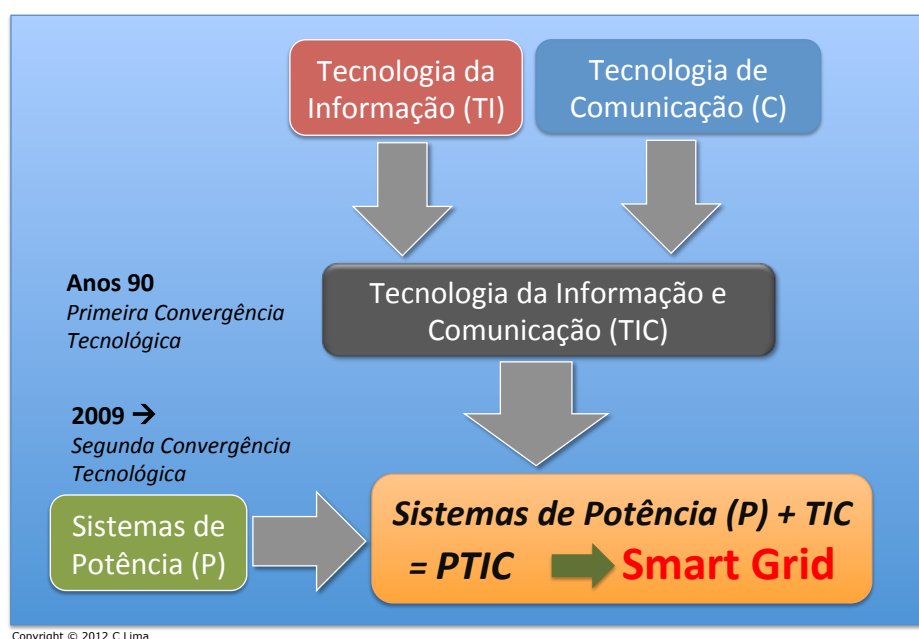 Tecnologia da
Informação (TI)
Tecnologia de
Comunicação (C)
Anos 90
Primeira Convergência
Tecnológica
Tecnologia da Informação e
Comunicação (TIC)
2009 →
Segunda Convergência
Tecnológica
Sistemas de
Potência (P)
Sistemas de Potência (P) + TIC
= PTIC Smart Grid
Copyright © 2012 C Lima